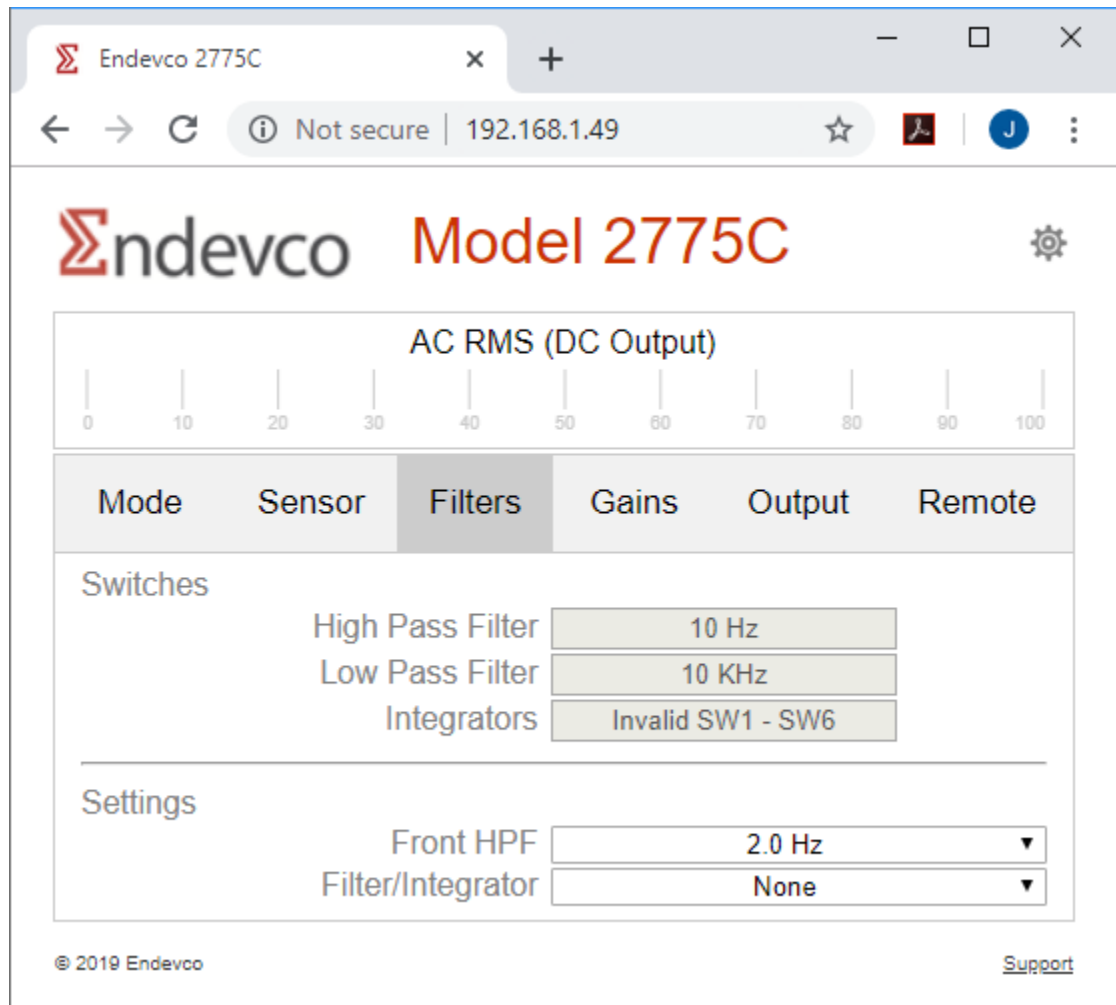 Endevco 2775C
Not secure | 192.168.1.49
J
Endevco Model 2775C
AC RMS (DC Output)
0 10 20 30 40 50 60 70 80 90 100
Mode Sensor Filters Gains Output Remote
Switches
High Pass Filter 10 Hz
Low Pass Filter 10 KHz
Integrators Invalid SW1 - SW6
Settings
Front HPF 2.0 Hz
Filter/Integrator None
© 2019 Endevco Support